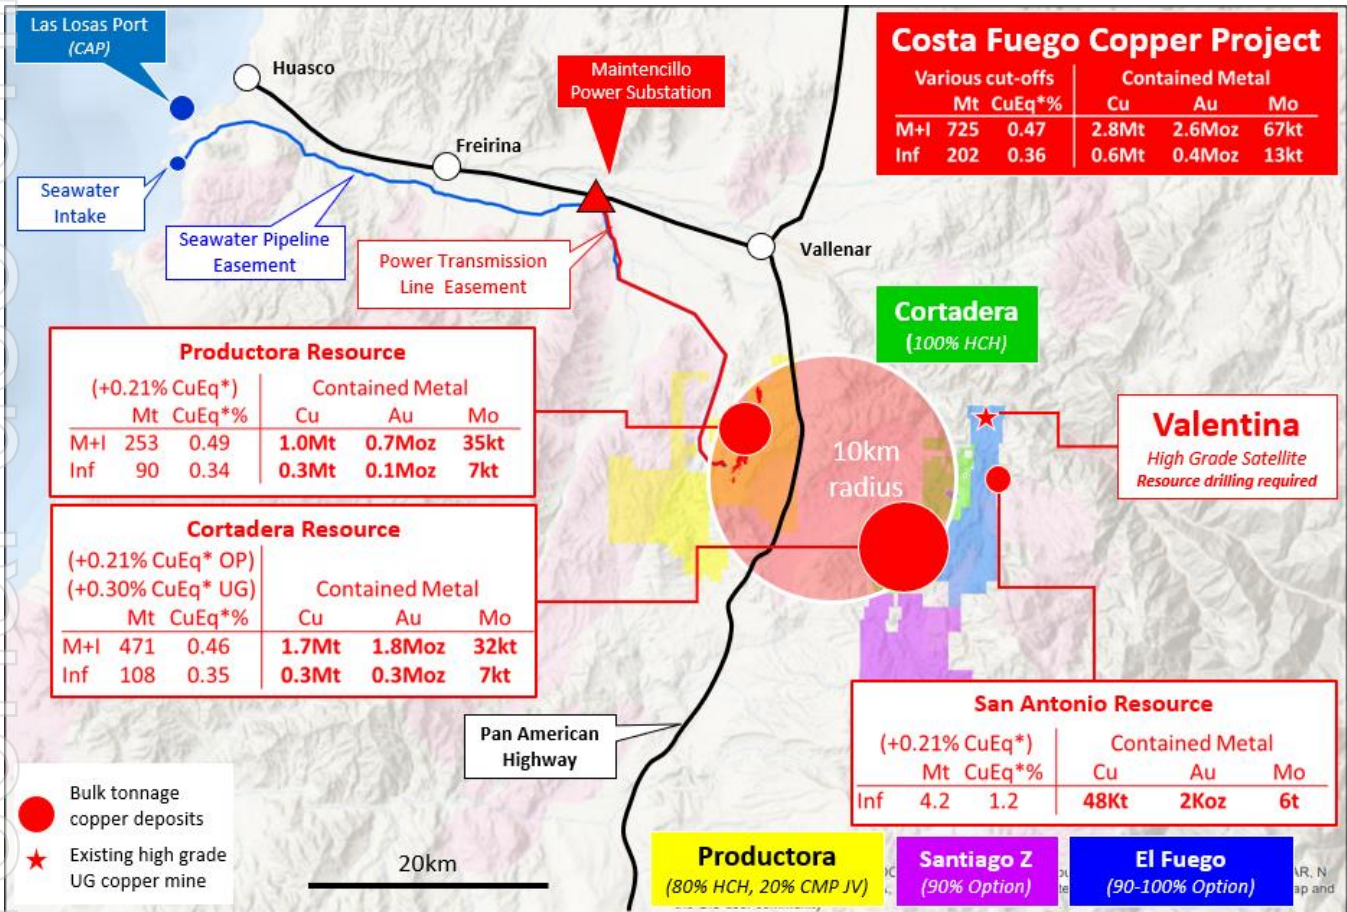 Las Losas Port
(CAP)
Huasco
Maintencillo
Power Substation
Costa Fuego Copper Project
Various cut-offs Contained Metal
Mt CuEq*% Cu Au Mo
M+I 725 0.47 2.8Mt 2.6Moz 67kt
Inf 202 0.36 0.6Mt 0.4Moz 13kt
Freirina
Seawater
Intake
Seawater Pipeline
Easement
Power Transmission
Line Easement
Vallenar
Cortadera
(100% HCH)
Productora Resource
(+0.21% CuEq*) Contained Metal
Mt CuEq*% Cu Au Mo
M+I 253 0.49 1.0Mt 0.7Moz 35kt
Inf 90 0.34 0.3Mt 0.1Moz 7kt
10km
radius
Valentina
High Grade Satellite
Resource drilling required
Cortadera Resource
(+0.21% CuEq* OP)
(+0.30% CuEq* UG) Contained Metal
Mt CuEq*% Cu Au Mo
M+I 471 0.46 1.7Mt 1.8Moz 32kt
Inf 108 0.35 0.3Mt 0.3Moz 7kt
San Antonio Resource
(+0.21% CuEq*) Contained Metal
Mt CuEq*% Cu Au Mo
Inf 4.2 1.2 48Kt 2Koz 6t
Pan American
Highway
Bulk tonnage
copper deposits
Existing high grade
UG copper mine
20km
Productora
(80% HCH, 20% CMP JV)
Santiago Z
(90% Option)
El Fuego
(90-100% Option)